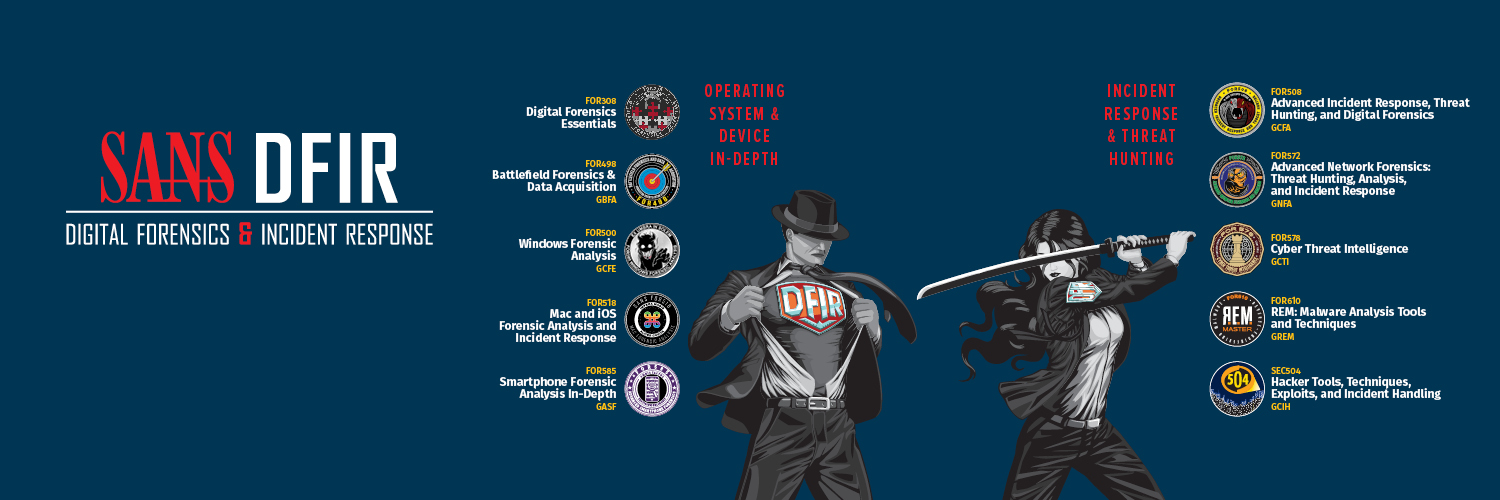 SANS DFIR
DIGITAL FORENSICS & INCIDENT RESPONSE
FOR308
Digital Forensics
Essentials
FOR498
Battlefield Forensics &
Data Acquisition
GBFA
FOR500
Windows Forensic
Analysis
GCFE
FOR518
Mac and iOS
Forensic Analysis and
Incident Response
FOR585
Smartphone Forensic
Analysis In-Depth
GASF
OPERATING
SYSTEM &
DEVICE
IN-DEPTH
DFIR
INCIDENT
RESPONSE
& THREAT
HUNTING
FOR508
Advanced Incident Response, Threat
Hunting, and Digital Forensics
GCFA
FOR572
Advanced Network Forensics:
Threat Hunting, Analysis,
and Incident Response
GNFA
FOR578
Cyber Threat Intelligence
GCTI
FOR610
REM
MASTER
FOR610
REM: Malware Analysis Tools
and Techniques
GREM
504
SEC504
Hacker Tools, Techniques,
Exploits, and Incident Handling
GCIH